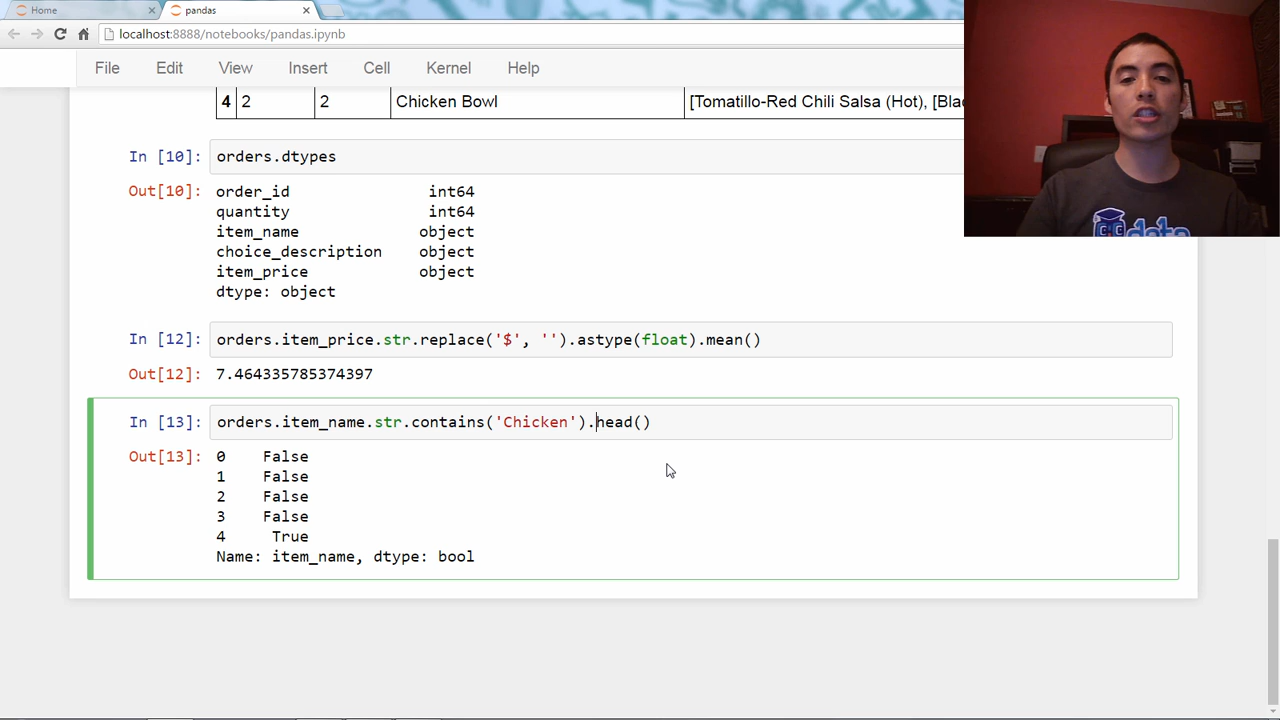 Home
pandas
localhost:8888/notebooks/pandas.ipynb
File Edit View Insert Cell Kernel Help
4 2 2 Chicken Bowl [Tomatillo-Red Chili Salsa (Hot), [Blac
In [10]: orders.dtypes
Out[10]: order_id int64
quantity int64
item_name object
choice_description object
item_price object
dtype: object
In [12]: orders.item_price.str.replace('$', '').astype(float).mean()
Out[12]: 7.464335785374397
In [13]: orders.item_name.str.contains('Chicken').head()
Out[13]: 0 False
1 False
2 False
3 False
4 True
Name: item_name, dtype: bool
data